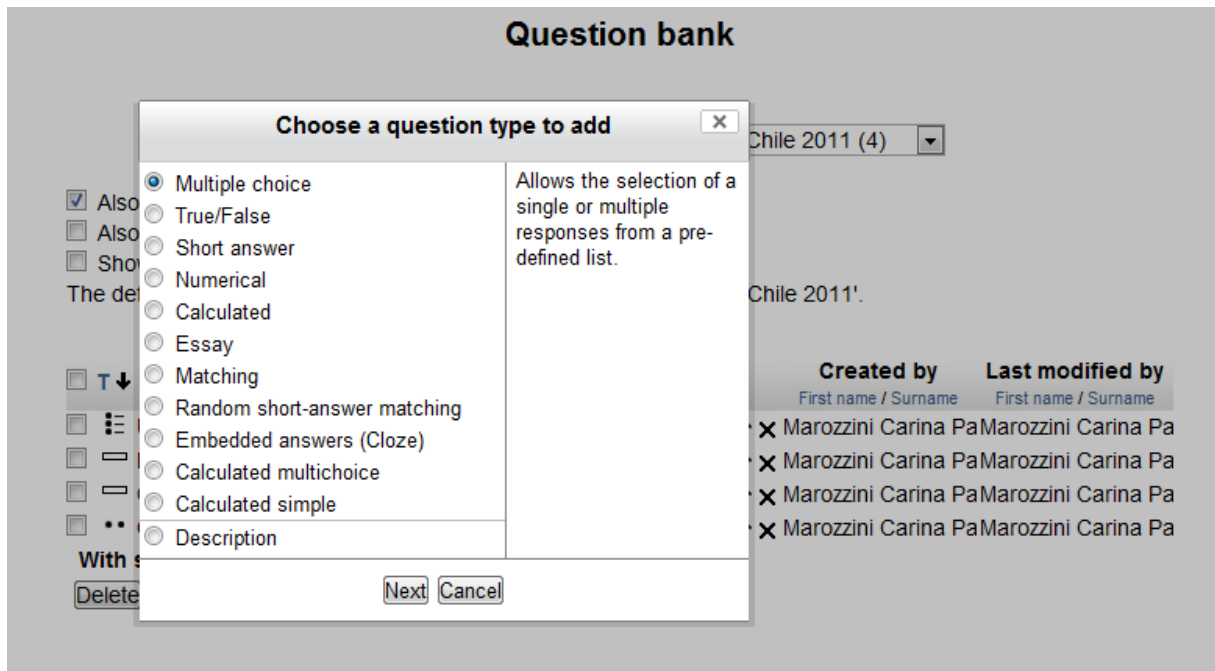 Question bank
Choose a question type to add
Chile 2011 (4)
Multiple choice
True/False
Short answer
Numerical
Calculated
Essay
Matching
Random short-answer matching
Embedded answers (Cloze)
Calculated multichoice
Calculated simple
Description
Allows the selection of a
single or multiple
responses from a pre-
defined list.
Next Cancel
Also
Also
The
Chile 2011'.
T
Created by Last modified by
First name / Surname First name / Surname
Marozzini Carina Pa Marozzini Carina Pa
Marozzini Carina Pa Marozzini Carina Pa
Marozzini Carina Pa Marozzini Carina Pa
Marozzini Carina Pa Marozzini Carina Pa
With
Delete